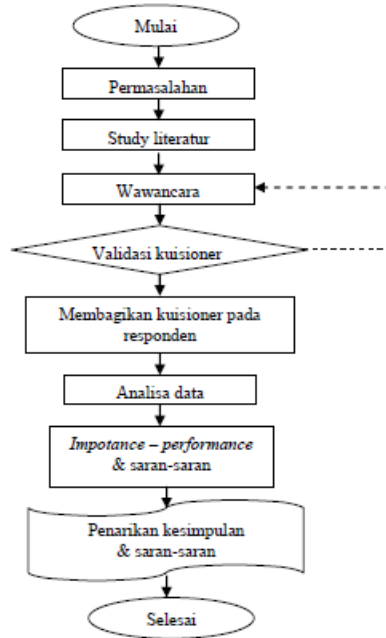 Mulai
Permasalahan
Study literatur
Wawancara
Validasi kuisioner
Membagikan kuisioner pada
responden
Analisa data
Impotance – performance
& saran-saran
Penarikan kesimpulan
& saran-saran
Selesai